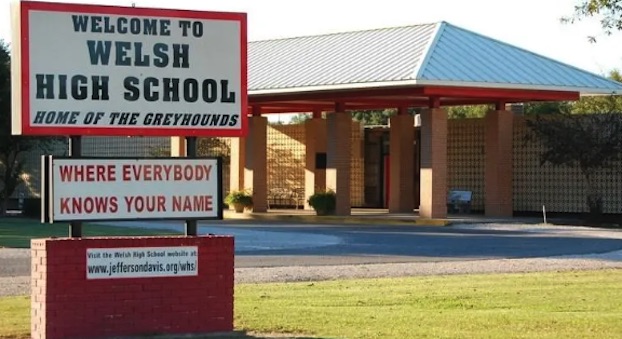 WELCOME TO
WELSH
HIGH SCHOOL
HOME OF THE GREYHOUNDS
WHERE EVERYBODY
KNOWS YOUR NAME
Visit the Welsh High School website at:
www.jeffersondavis.org/whs